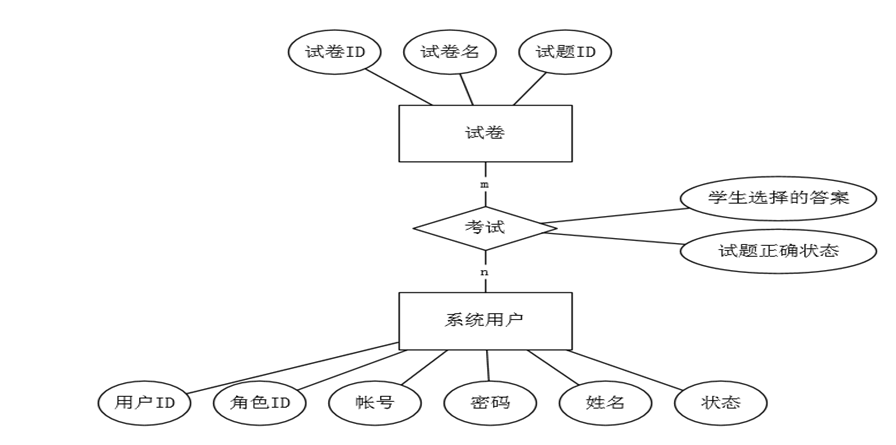 试卷ID
试卷名
试题ID
试卷
m
学生选择的答案
考试
试题正确状态
n
系统用户
用户ID
角色ID
帐号
密码
姓名
状态